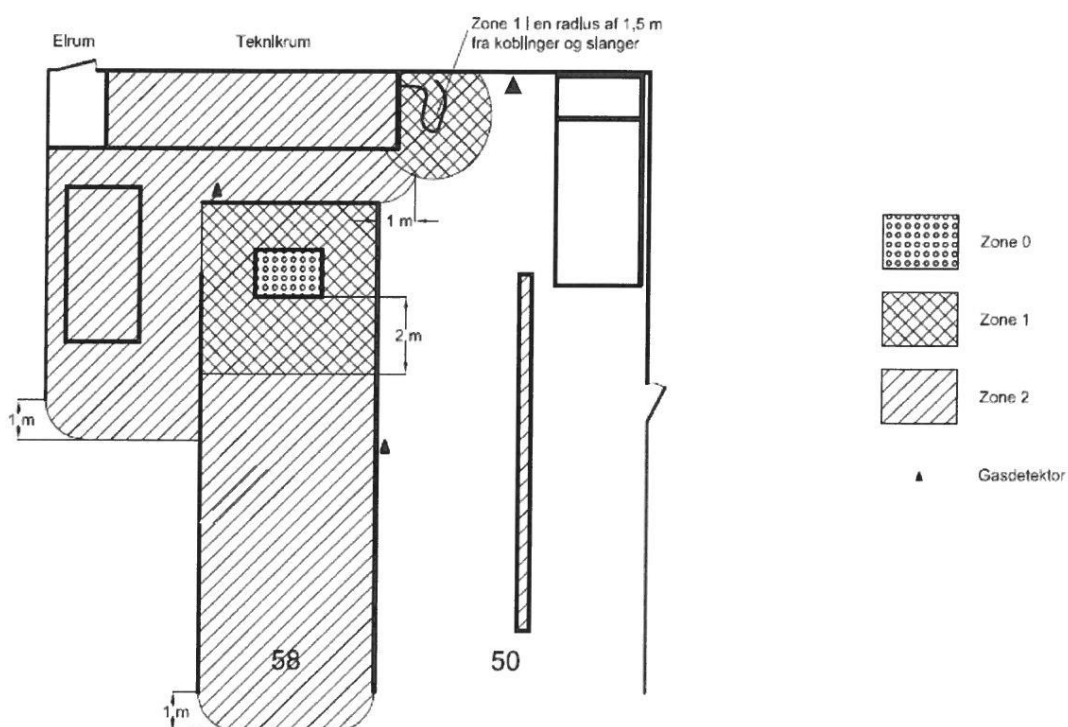 Zone 1 i en radius af 1,5 m
fra koblinger og slanger
Elrum
Teknikrum
1 m
2 m
1 m
58
50
1 m
Zone 0
Zone 1
Zone 2
Gasdetektor